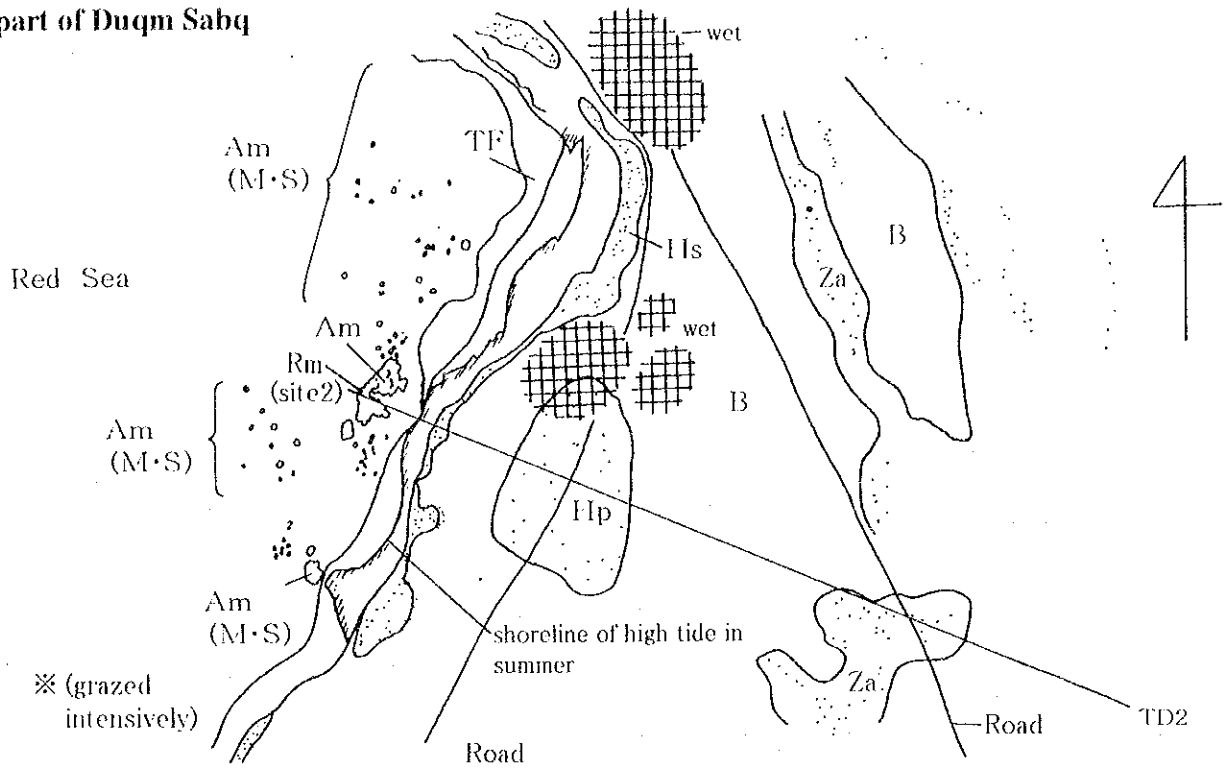 part of Duqm Sabq
wet
TF
Am
(M·S)
B
Hs
Za
Red Sea
Am
wet
Rm
(site2)
B
Am
(M·S)
Hp
Am
(M·S)
shoreline of high tide in
summer
※ (grazed
intensively)
Za
Road
TD2
Road